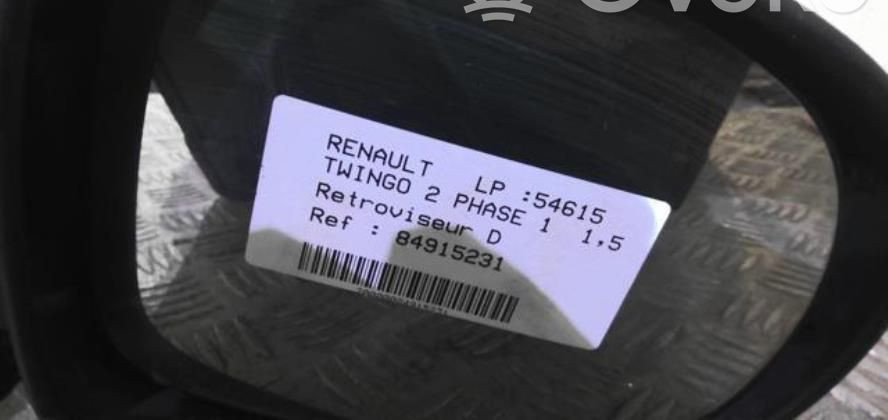 RENAULT LP :54615
TWINGO 2 PHASE 1 1,5
Retroviseur D
Ref : 84915231